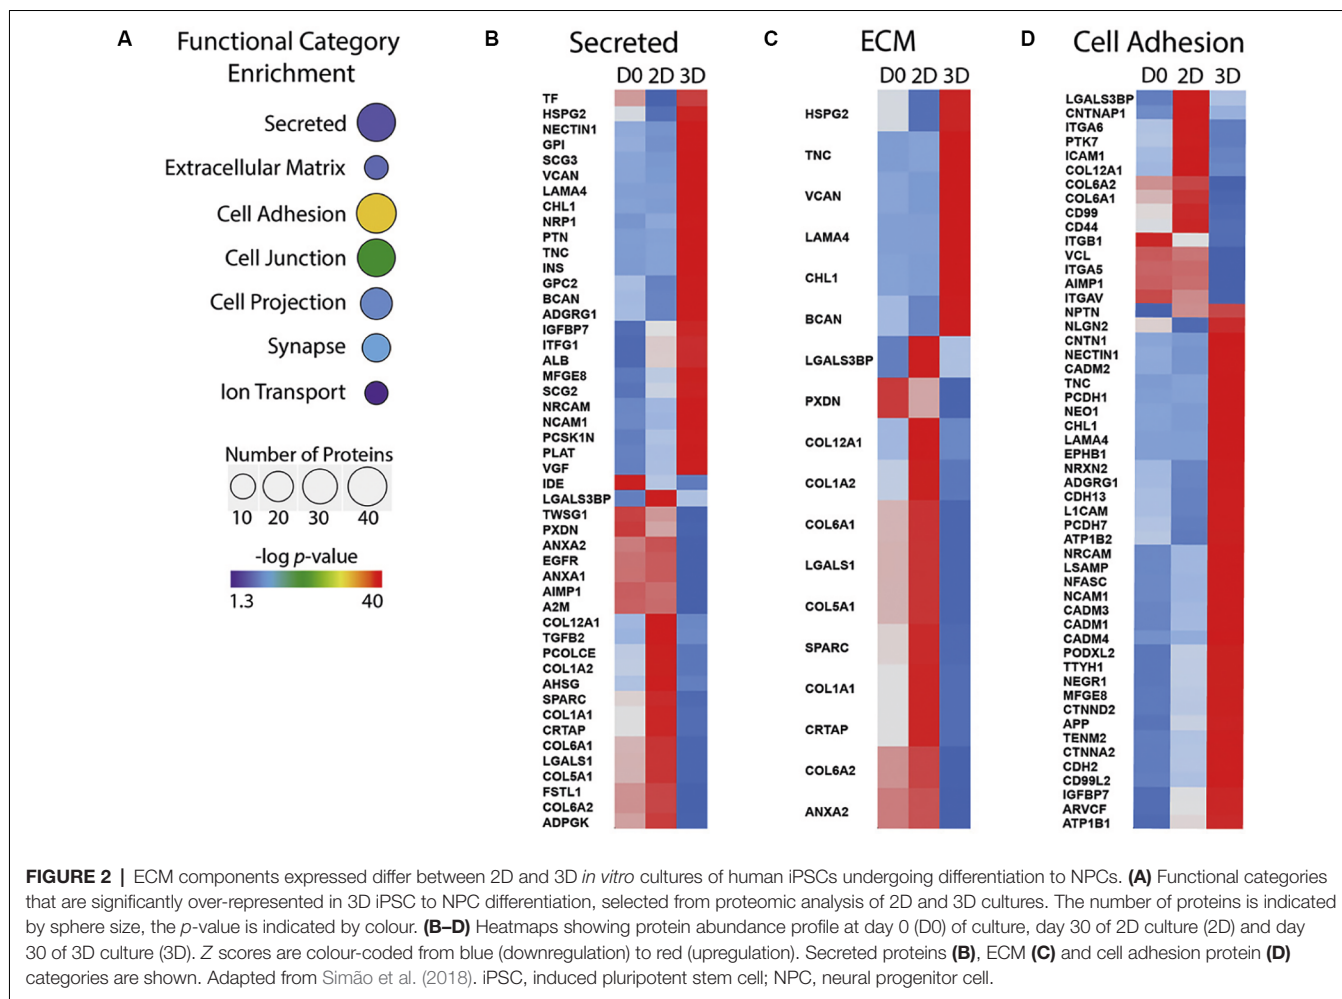 A
Functional Category
Enrichment
Secreted
Extracellular Matrix
Cell Adhesion
Cell Junction
Cell Projection
Synapse
Ion Transport
Number of Proteins
10 20 30 40
-log p-value
1.3 40
B
Secreted
D0 2D 3D
TF
HSPG2
NECTIN1
GPI
SCG3
VCAN
LAMA4
CHL1
NRP1
PTN
TNC
INS
GPC2
BCAN
ADGRG1
IGFBP7
ITFG1
ALB
MFGE8
SCG2
NRCAM
NCAM1
PCSK1N
PLAT
VGF
IDE
LGALS3BP
TWSG1
PXDN
ANXA2
EGFR
ANXA1
AIMP1
A2M
COL12A1
TGFB2
PCOLCE
COL1A2
AHSG
SPARC
COL1A1
CRTAP
COL6A1
LGALS1
COL5A1
FSTL1
COL6A2
ADPGK
C
ECM
D0 2D 3D
HSPG2
TNC
VCAN
LAMA4
CHL1
BCAN
LGALS3BP
PXDN
COL12A1
COL1A2
COL6A1
LGALS1
COL5A1
SPARC
COL1A1
CRTAP
COL6A2
ANXA2
D
Cell Adhesion
D0 2D 3D
LGALS3BP
CNTNAP1
ITGA6
PTK7
ICAM1
COL12A1
COL6A2
COL6A1
CD99
CD44
ITGB1
VCL
ITGA5
AIMP1
ITGAV
NPTN
NLGN2
CNTN1
NECTIN1
CADM2
TNC
PCDH1
NEO1
CHL1
LAMA4
EPHB1
NRXN2
ADGRG1
CDH13
L1CAM
PCDH7
ATP1B2
NRCAM
LSAMP
NFASC
NCAM1
CADM3
CADM1
CADM4
PODXL2
TTYH1
NEGR1
MFGE8
CTNND2
APP
TENM2
CTNNA2
CDH2
CD99L2
IGFBP7
ARVCF
ATP1B1
FIGURE 2 | ECM components expressed differ between 2D and 3D in vitro cultures of human iPSCs undergoing differentiation to NPCs. (A) Functional categories
that are significantly over-represented in 3D iPSC to NPC differentiation, selected from proteomic analysis of 2D and 3D cultures. The number of proteins is indicated
by sphere size, the p-value is indicated by colour. (B–D) Heatmaps showing protein abundance profile at day 0 (D0) of culture, day 30 of 2D culture (2D) and day
30 of 3D culture (3D). Z scores are colour-coded from blue (downregulation) to red (upregulation). Secreted proteins (B), ECM (C) and cell adhesion protein (D)
categories are shown. Adapted from Simão et al. (2018). iPSC, induced pluripotent stem cell; NPC, neural progenitor cell.